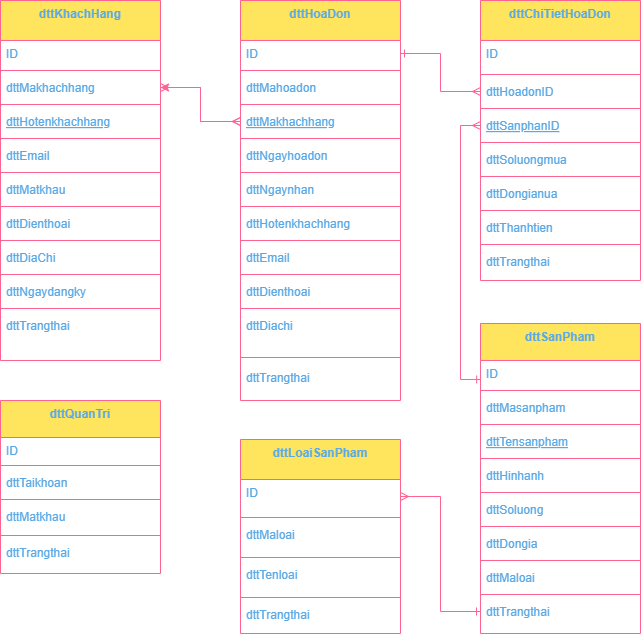 dttKhachHang
ID
dttMakhachhang
dttHotenkhachhang
dttEmail
dttMatkhau
dttDienthoai
dttDiaChi
dttNgaydangky
dttTrangthai
dttHoaDon
ID
dttMahoadon
dttMakhachhang
dttNgayhoadon
dttNgaynhan
dttHotenkhachhang
dttEmail
dttDienthoai
dttDiachi
dttTrangthai
dttChiTietHoaDon
ID
dttHoadonID
dttSanphanID
dttSoluongmua
dttDongianua
dttThanhtien
dttTrangthai
dttQuanTri
ID
dttTaikhoan
dttMatkhau
dttTrangthai
dttLoaiSanPham
ID
dttMaloai
dttTenloai
dttTrangthai
dttSanPham
ID
dttMasanpham
dttTensanpham
dttHinhanh
dttSoluong
dttDongia
dttMaloai
dttTrangthai